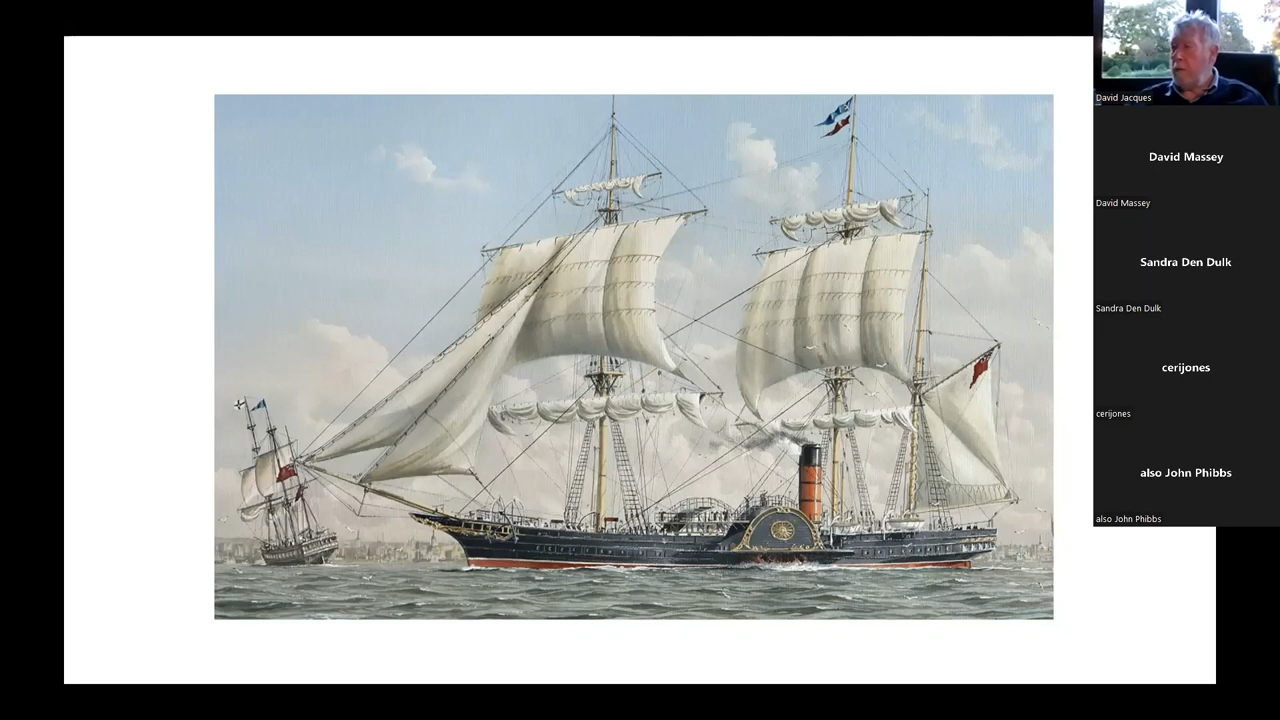 David Jacques
David Massey
David Massey
Sandra Den Dulk
Sandra Den Dulk
cerijones
cerijones
also John Phibbs
also John Phibbs